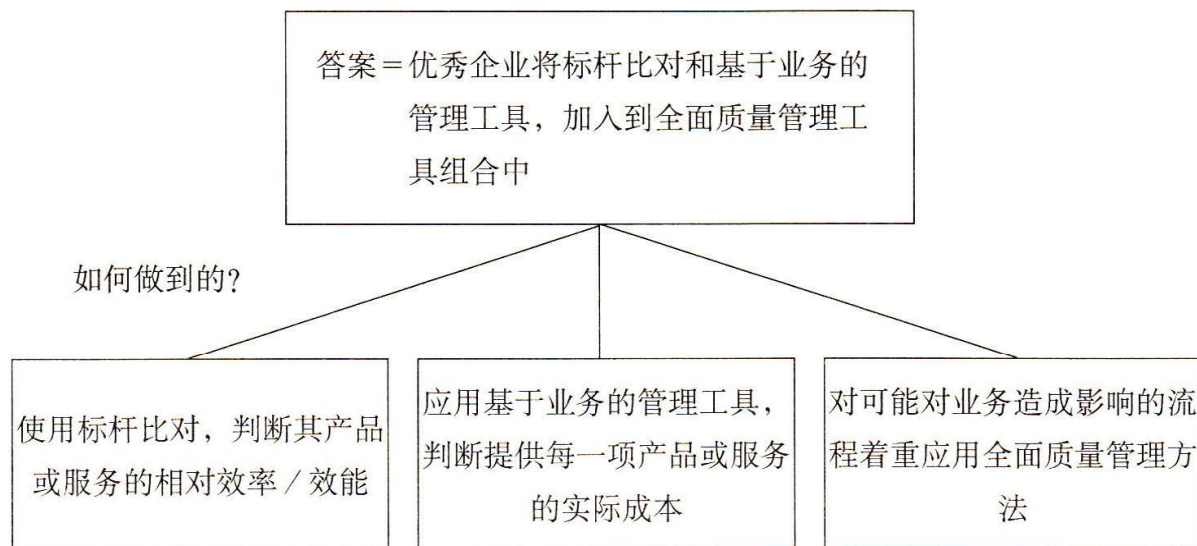 答案=优秀企业将标杆比对和基于业务的
管理工具，加入到全面质量管理工
具组合中
如何做到的？
使用标杆比对，判断其产品
或服务的相对效率/效能
应用基于业务的管理工具，
判断提供每一项产品或服务
的实际成本
对可能对业务造成影响的流
程着重应用全面质量管理方
法